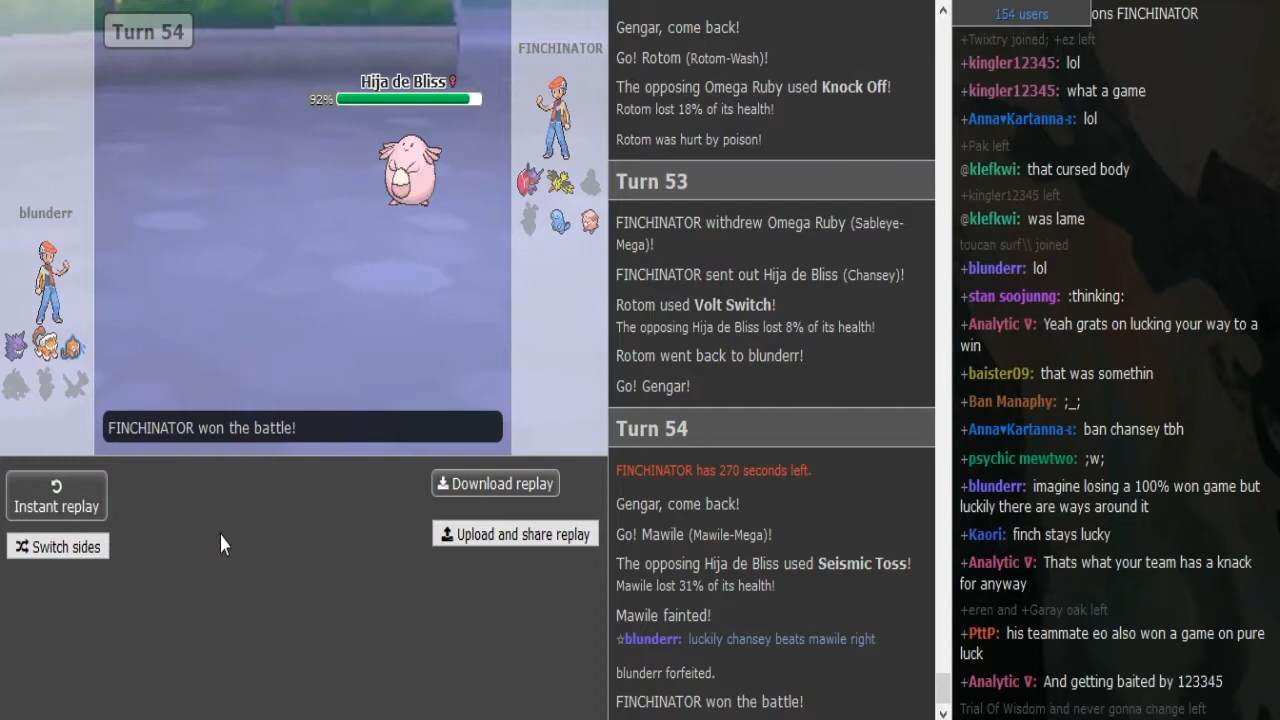 Turn 54
FINCHINATOR
Hija de Bliss
92%
blunderr
FINCHINATOR won the battle!
Instant replay
Switch sides
Download replay
Upload and share replay
Gengar, come back!
Go! Rotom (Rotom-Wash)!
The opposing Omega Ruby used Knock Off!
Rotom lost 18% of its health!
Rotom was hurt by poison!
Turn 53
FINCHINATOR withdrew Omega Ruby (Sableye-
Mega)!
FINCHINATOR sent out Hija de Bliss (Chansey)!
Rotom used Volt Switch!
The opposing Hija de Bliss lost 8% of its health!
Rotom went back to blunderr!
Go! Gengar!
Turn 54
FINCHINATOR has 270 seconds left.
Gengar, come back!
Go! Mawile (Mawile-Mega)!
The opposing Hija de Bliss used Seismic Toss!
Mawile lost 31% of its health!
Mawile fainted!
☆blunderr: luckily chansey beats mawile right
blunderr forfeited.
FINCHINATOR won the battle!
154 users
ons FINCHINATOR
+Twixtry joined; +ez left
+kingler12345: lol
+kingler12345: what a game
+Anna♥Kartanna⪪: lol
+Pak left
@klefkwi: that cursed body
+kingler12345 left
@klefkwi: was lame
toucan surf\\ joined
+blunderr: lol
+stan soojunng: :thinking:
+Analytic ∇: Yeah grats on lucking your way to a
win
+baister09: that was somethin
+Ban Manaphy: ;_;
+Anna♥Kartanna⪪: ban chansey tbh
+psychic mewtwo: ;w;
+blunderr: imagine losing a 100% won game but
luckily there are ways around it
+Kaori: finch stays lucky
+Analytic ∇: Thats what your team has a knack
for anyway
+eren and +Garay oak left
+PttP: his teammate eo also won a game on pure
luck
+Analytic ∇: And getting baited by 123345
Trial Of Wisdom and never gonna change left